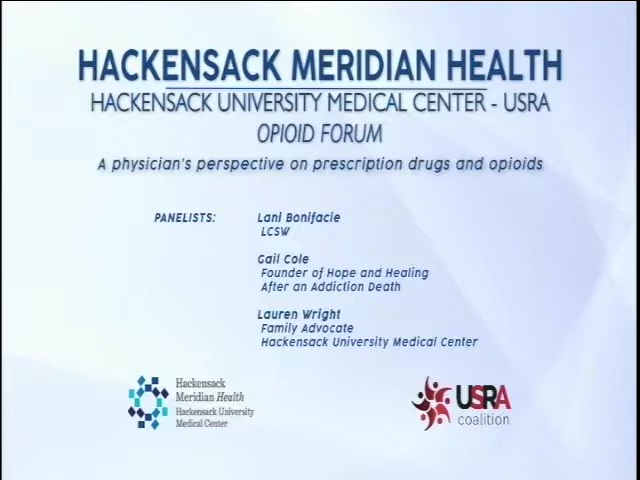 HACKENSACK MERIDIAN HEALTH
HACKENSACK UNIVERSITY MEDICAL CENTER - USRA
OPIOID FORUM
A physician's perspective on prescription drugs and opioids
PANELISTS: Lani Bonifacie
LCSW
Gail Cole
Founder of Hope and Healing
After an Addiction Death
Lauren Wright
Family Advocate
Hackensack University Medical Center
Hackensack
Meridian Health
Hackensack University
Medical Center
USRA
coalition